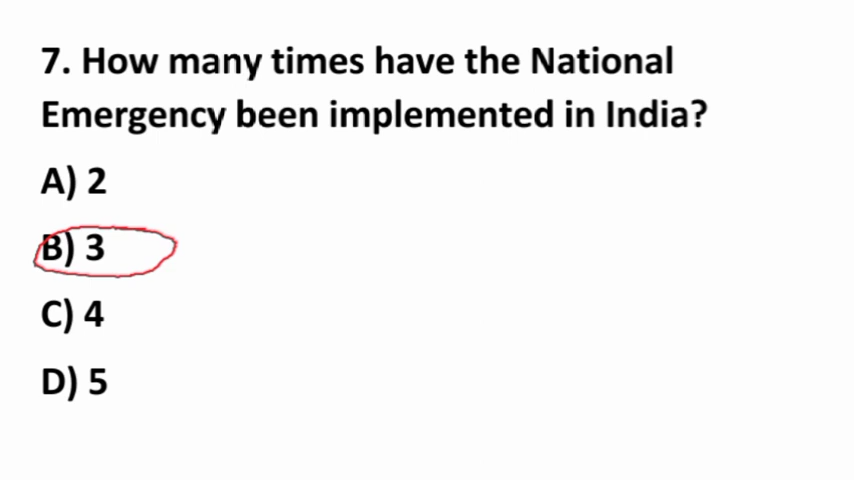 7. How many times have the National
Emergency been implemented in India?
A) 2
B) 3
C) 4
D) 5